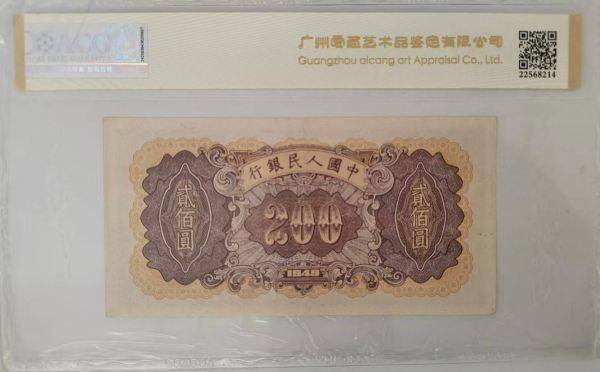 广州爱藏艺术品鉴定有限公司
Guangzhou aicang art Appraisal Co., Ltd.
22568214
行銀民人國中
貳佰圓
200
貳佰圓
1949